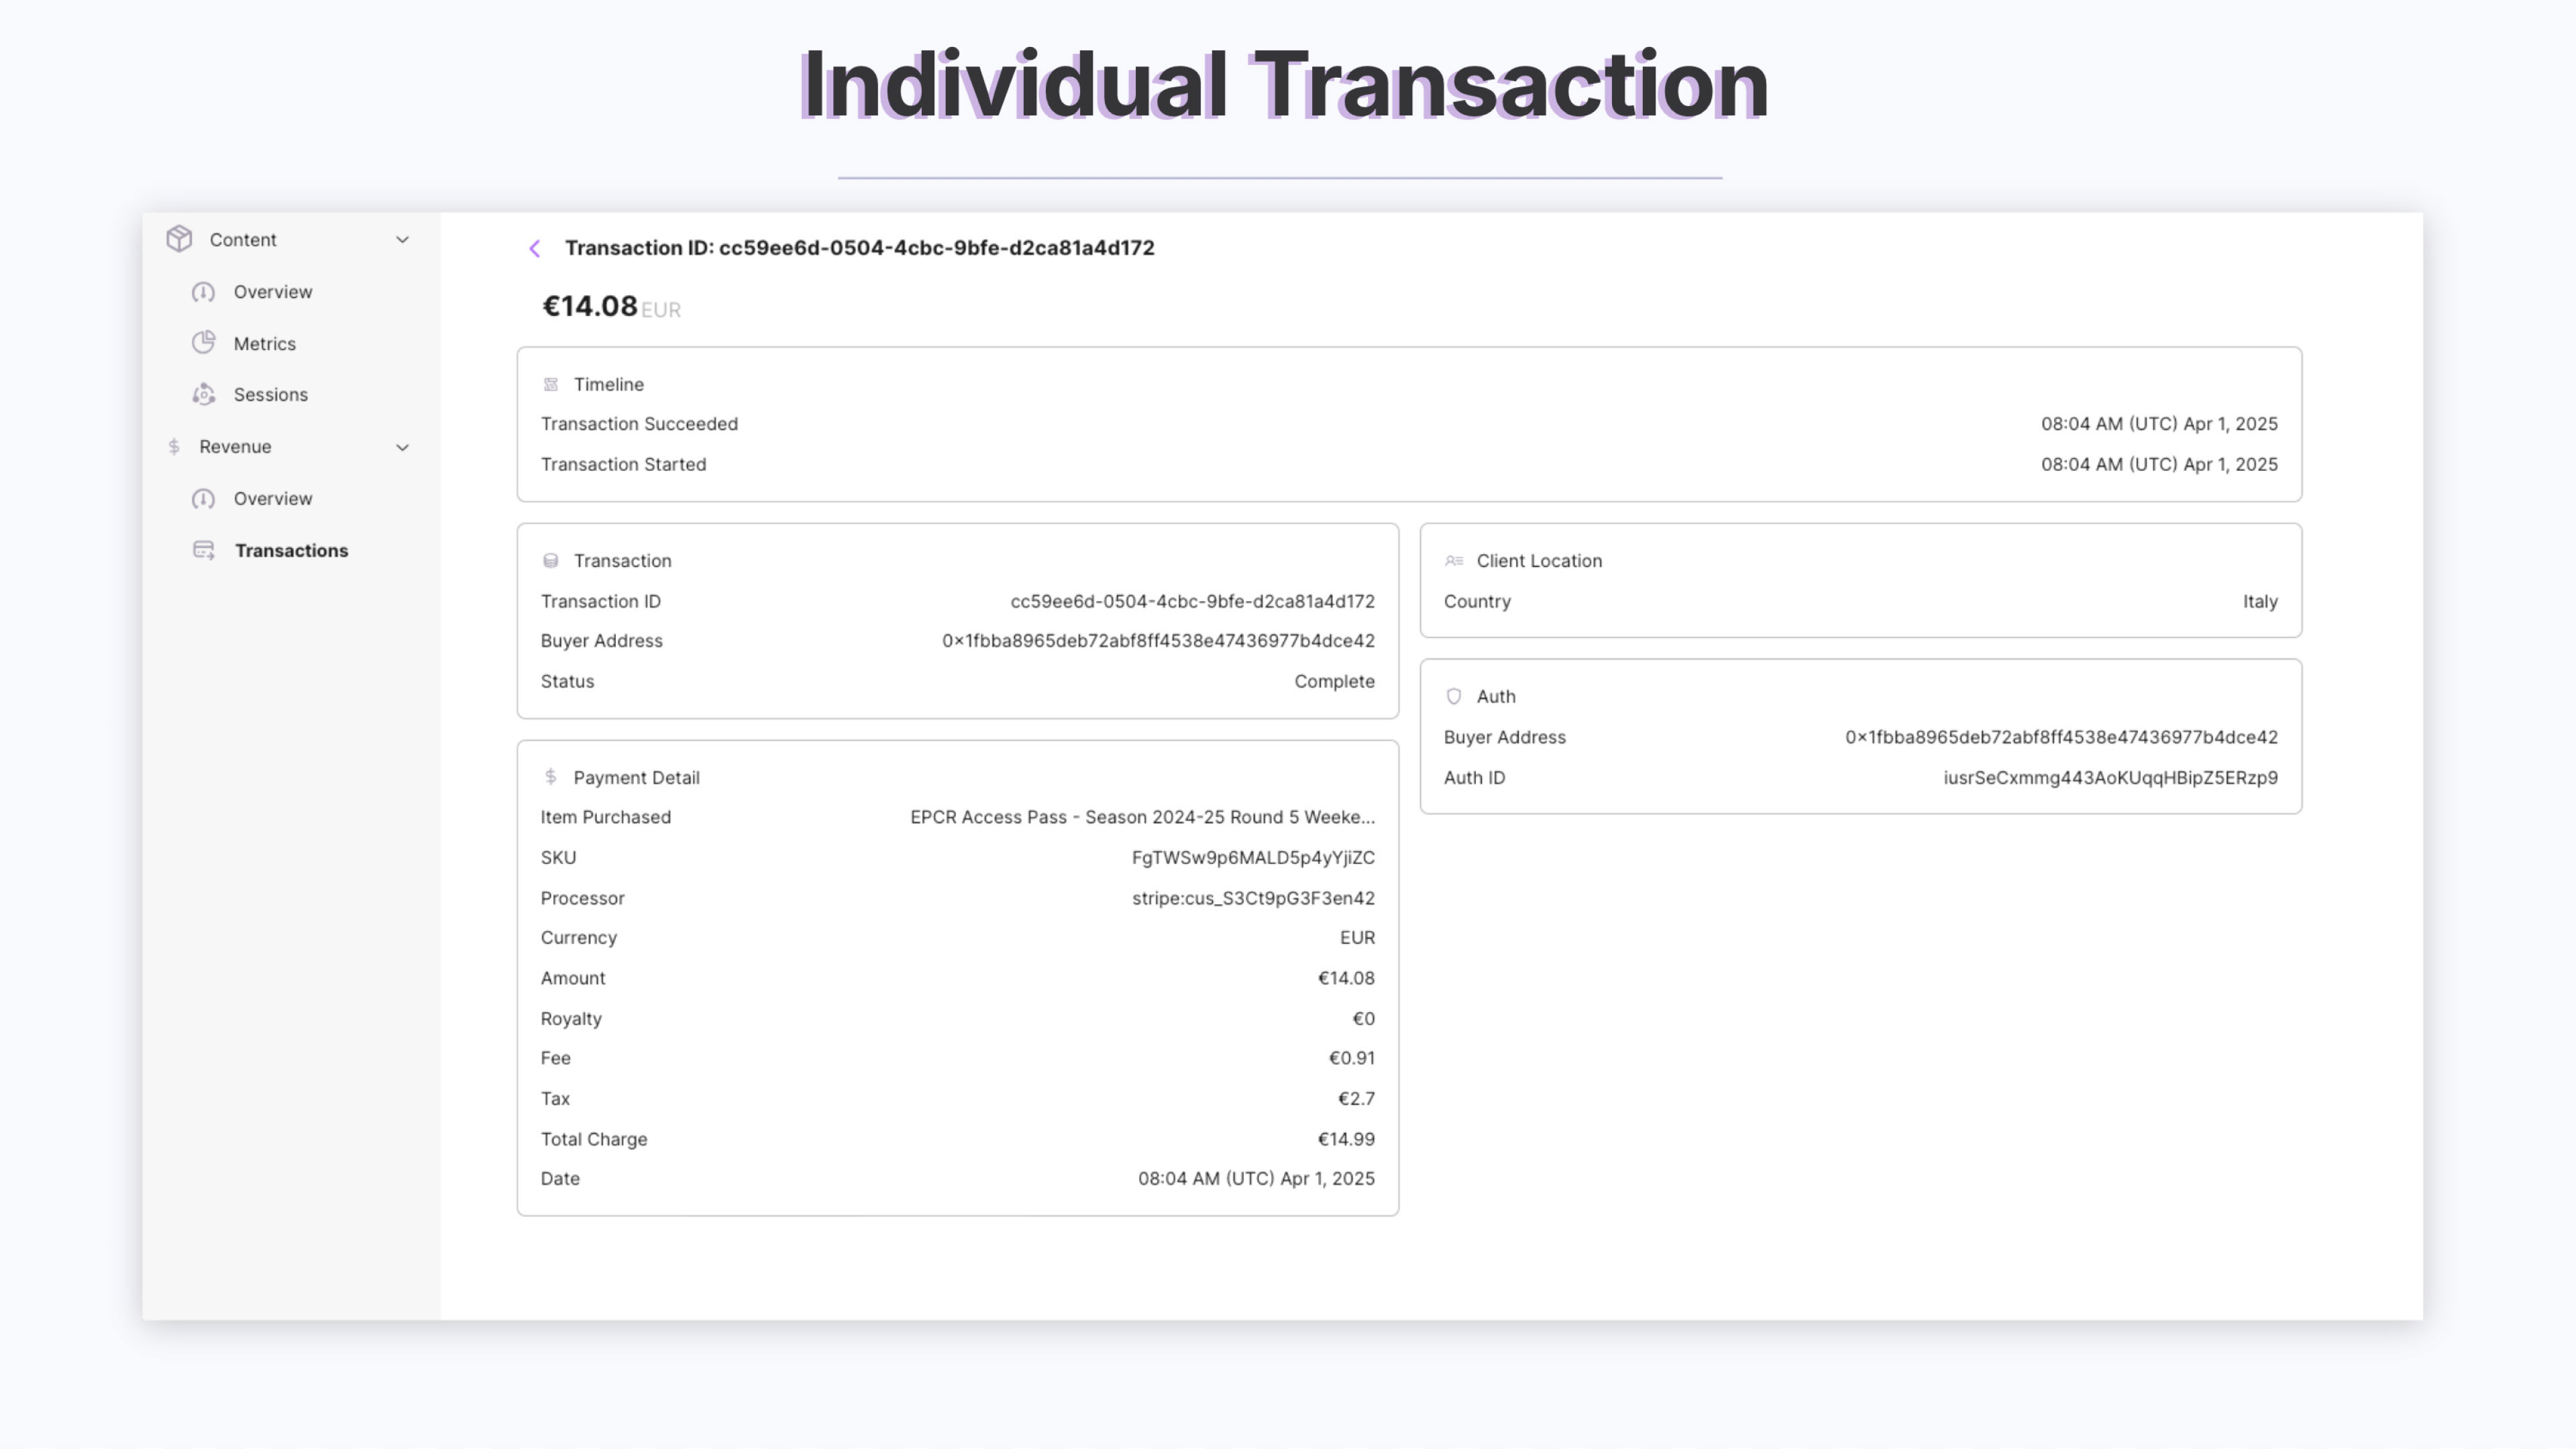 Individual Transaction
Content
Overview
Metrics
Sessions
Revenue
Overview
Transactions
Transaction ID: cc59ee6d-0504-4cbc-9bfe-d2ca81a4d172
€14.08 EUR
Timeline
Transaction Succeeded 08:04 AM (UTC) Apr 1, 2025
Transaction Started 08:04 AM (UTC) Apr 1, 2025
Transaction
Transaction ID cc59ee6d-0504-4cbc-9bfe-d2ca81a4d172
Buyer Address 0×1fbba8965deb72abf8ff4538e47436977b4dce42
Status Complete
Payment Detail
Item Purchased EPCR Access Pass - Season 2024-25 Round 5 Weeke...
SKU FgTWSw9p6MALD5p4yYjiZC
Processor stripe:cus_S3Ct9pG3F3en42
Currency EUR
Amount €14.08
Royalty €0
Fee €0.91
Tax €2.7
Total Charge €14.99
Date 08:04 AM (UTC) Apr 1, 2025
Client Location
Country Italy
Auth
Buyer Address 0×1fbba8965deb72abf8ff4538e47436977b4dce42
Auth ID iusrSeCxmmg443AoKUqqHBipZ5ERzp9